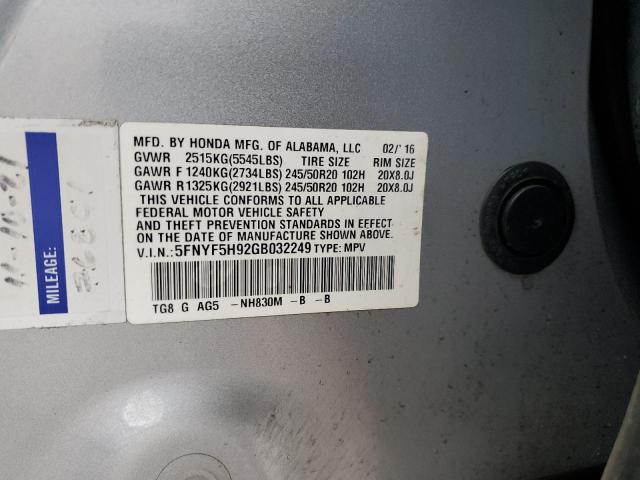 MFD. BY HONDA MFG. OF ALABAMA, LLC 02/'16
GVWR 2515KG(5545LBS) TIRE SIZE RIM SIZE
GAWR F 1240KG(2734LBS) 245/50R20 102H 20X8.0J
GAWR R 1325KG(2921LBS) 245/50R20 102H 20X8.0J
THIS VEHICLE CONFORMS TO ALL APPLICABLE
FEDERAL MOTOR VEHICLE SAFETY
AND THEFT PREVENTION STANDARDS IN EFFECT
ON THE DATE OF MANUFACTURE SHOWN ABOVE.
V.I.N.:5FNYF5H92GB032249 TYPE: MPV
TG8 G AG5 -NH830M -B -B
MILEAGE: